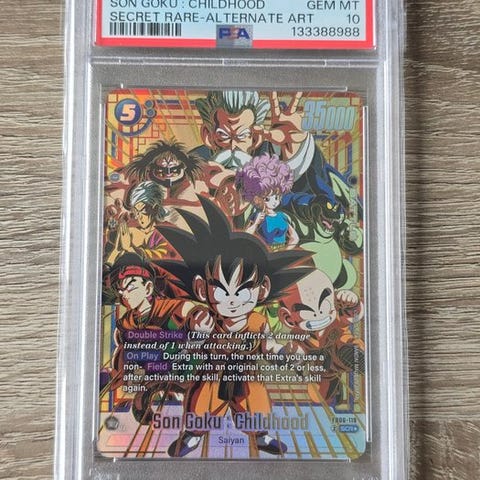 SON GOKU : CHILDHOOD GEM MT
SECRET RARE-ALTERNATE ART 10
PSA 133388988
5
35000
Double Strike (This card inflicts 2 damage
instead of 1 when attacking.)
On Play During this turn, the next time you use a
non- Field Extra with an original cost of 2 or less,
after activating the skill, activate that Extra's skill
again.
Son Goku : Childhood
Saiyan
SCR★